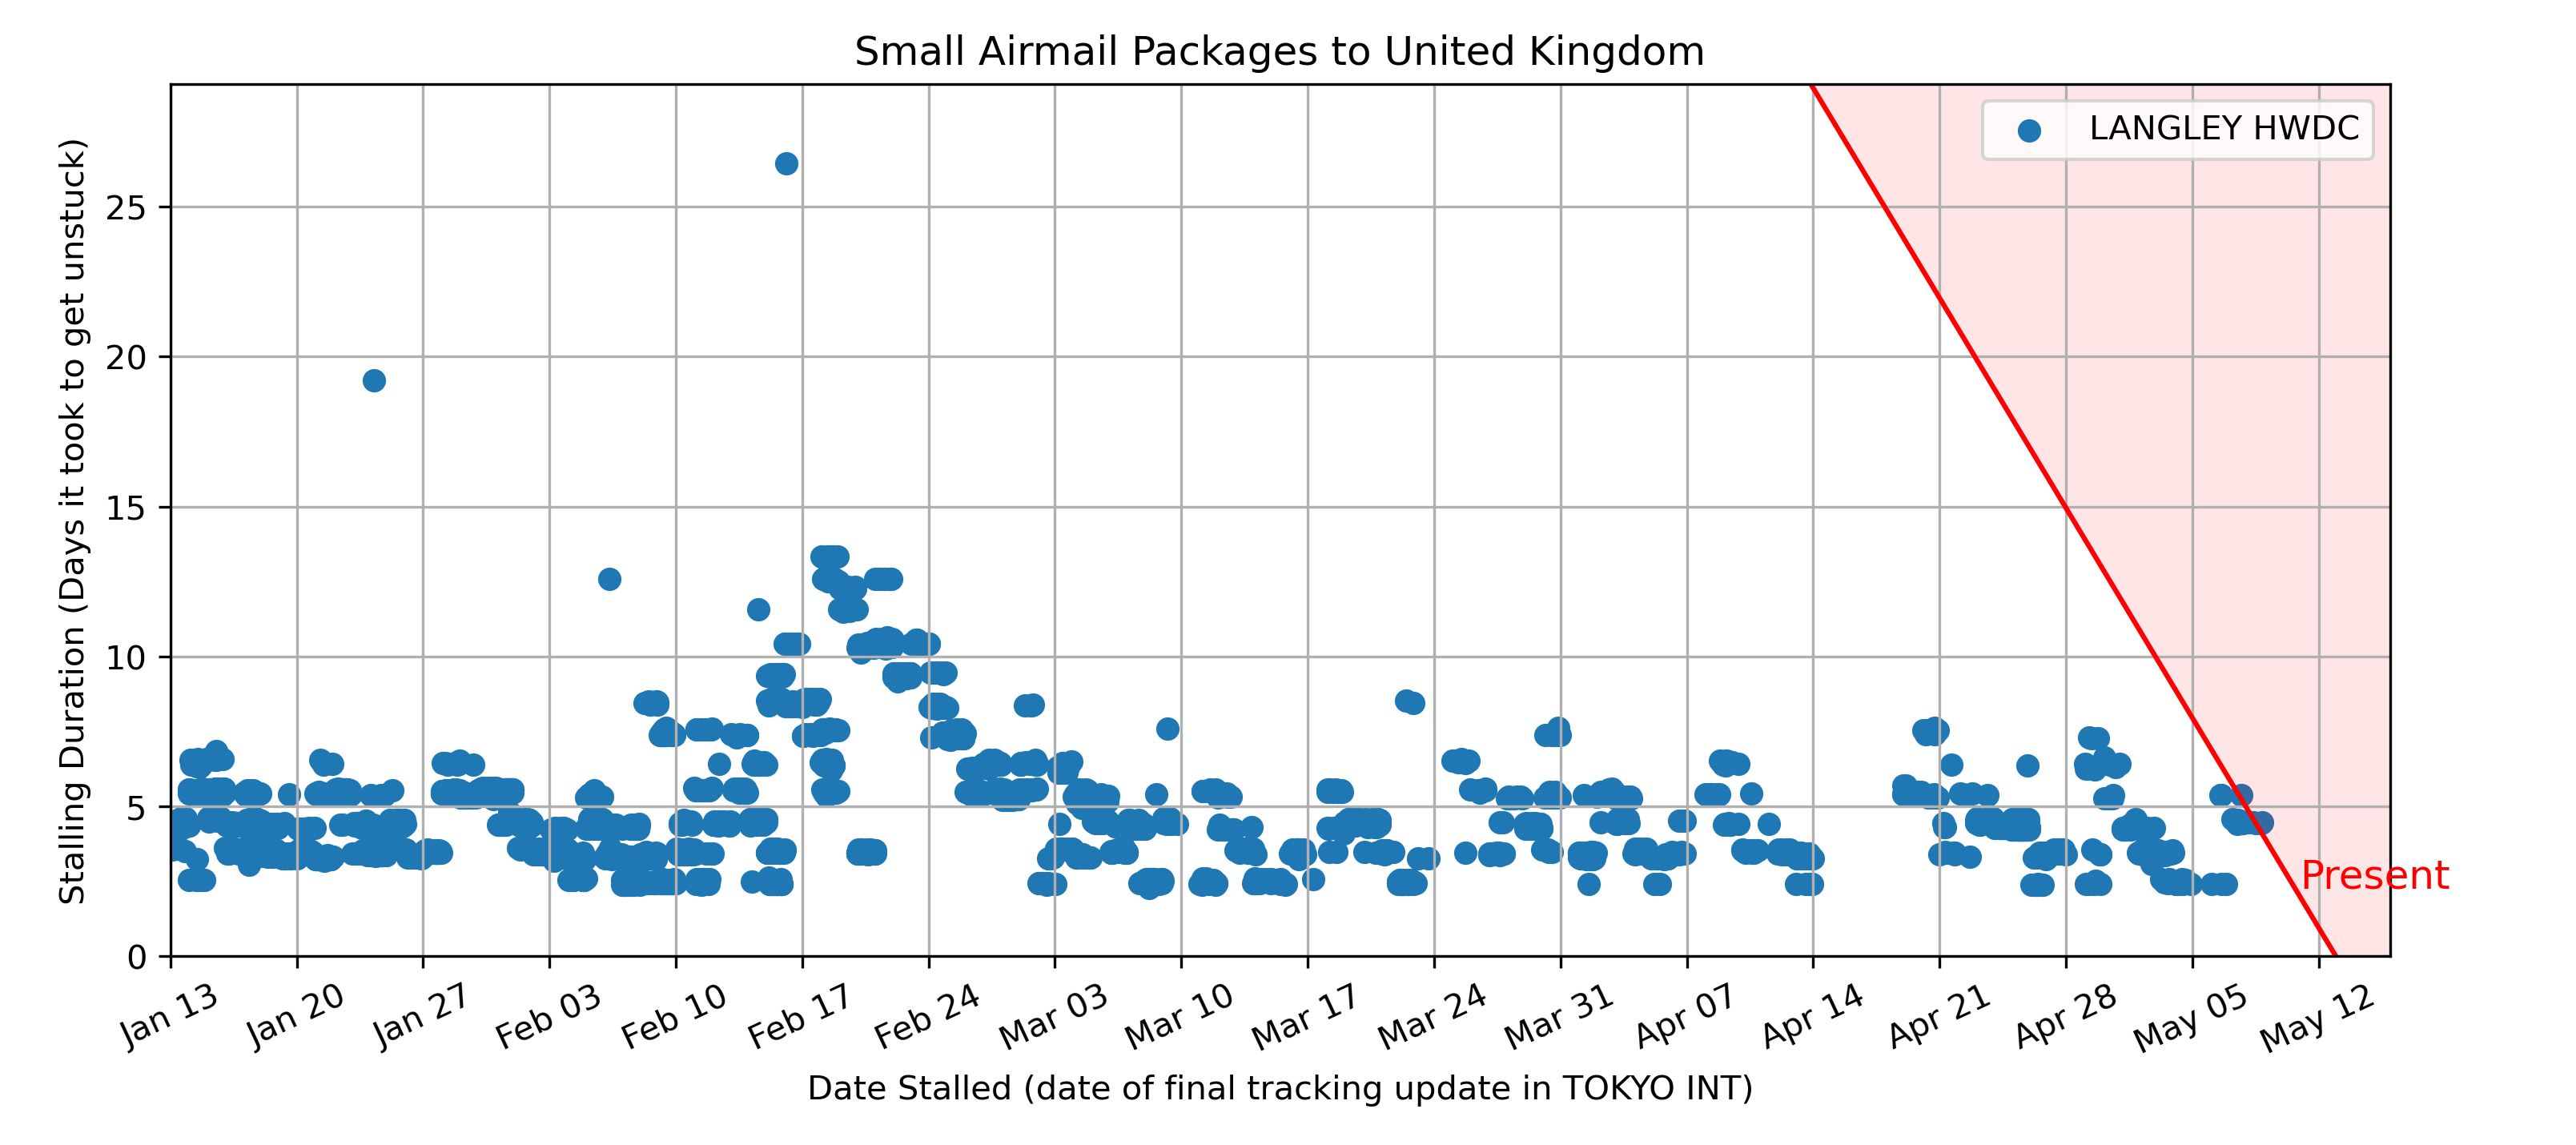 Small Airmail Packages to United Kingdom
LANGLEY HWDC
Stalling Duration (Days it took to get unstuck)
25
20
15
10
5
0
Present
Jan 13
Jan 20
Jan 27
Feb 03
Feb 10
Feb 17
Feb 24
Mar 03
Mar 10
Mar 17
Mar 24
Mar 31
Apr 07
Apr 14
Apr 21
Apr 28
May 05
May 12
Date Stalled (date of final tracking update in TOKYO INT)